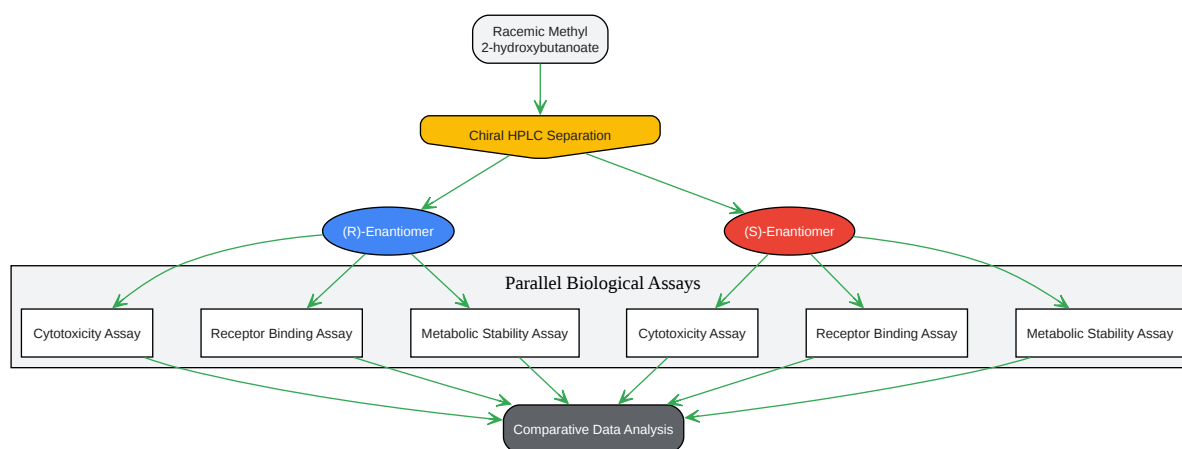 Racemic Methyl
2-hydroxybutanoate
Chiral HPLC Separation
(R)-Enantiomer
(S)-Enantiomer
Parallel Biological Assays
Cytotoxicity Assay
Receptor Binding Assay
Metabolic Stability Assay
Cytotoxicity Assay
Receptor Binding Assay
Metabolic Stability Assay
Comparative Data Analysis